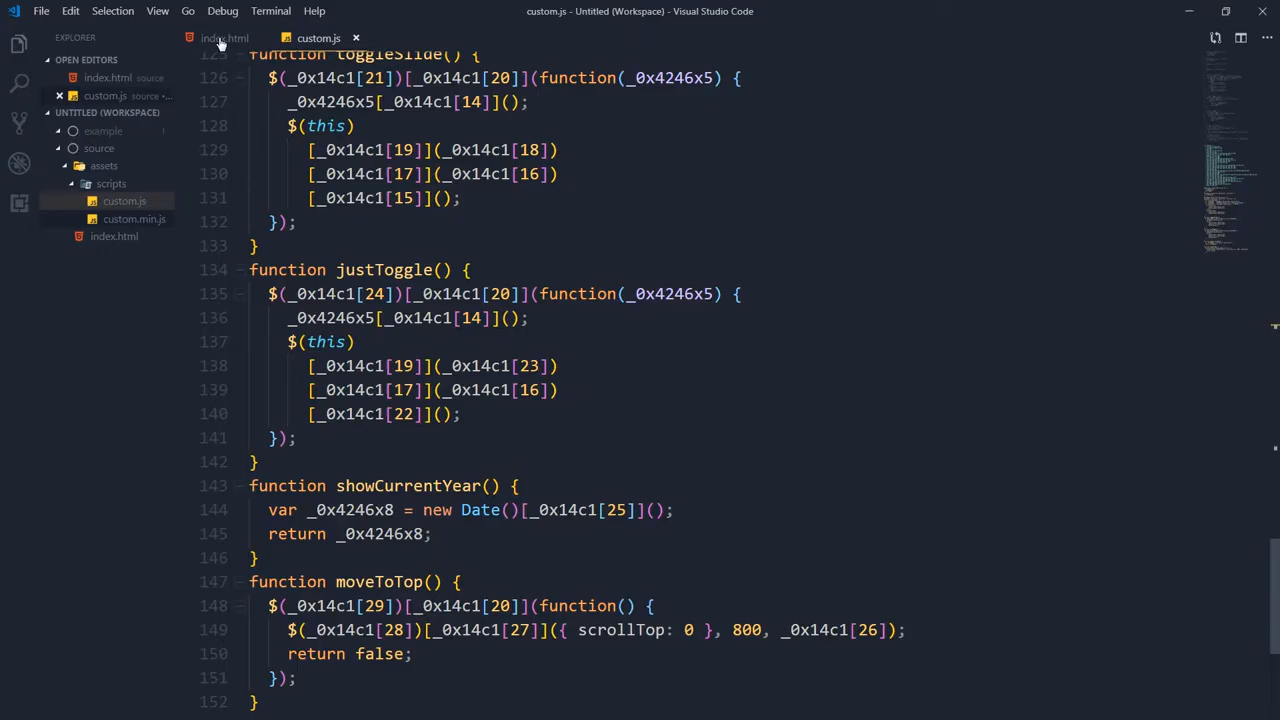 File Edit Selection View Go Debug Terminal Help custom.js - Untitled (Workspace) - Visual Studio Code
EXPLORER
OPEN EDITORS
index.html source
custom.js source •...
UNTITLED (WORKSPACE)
example
source
assets
scripts
custom.js
custom.min.js
index.html
index.html custom.js
125 function toggleSlide() {
126 $(_0x14c1[21])[_0x14c1[20]](function(_0x4246x5) {
127 _0x4246x5[_0x14c1[14]]();
128 $(this)
129 [_0x14c1[19]](_0x14c1[18])
130 [_0x14c1[17]](_0x14c1[16])
131 [_0x14c1[15]]();
132 });
133 }
134 function justToggle() {
135 $(_0x14c1[24])[_0x14c1[20]](function(_0x4246x5) {
136 _0x4246x5[_0x14c1[14]]();
137 $(this)
138 [_0x14c1[19]](_0x14c1[23])
139 [_0x14c1[17]](_0x14c1[16])
140 [_0x14c1[22]]();
141 });
142 }
143 function showCurrentYear() {
144 var _0x4246x8 = new Date()[_0x14c1[25]]();
145 return _0x4246x8;
146 }
147 function moveToTop() {
148 $(_0x14c1[29])[_0x14c1[20]](function() {
149 $(_0x14c1[28])[_0x14c1[27]]({ scrollTop: 0 }, 800, _0x14c1[26]);
150 return false;
151 });
152 }